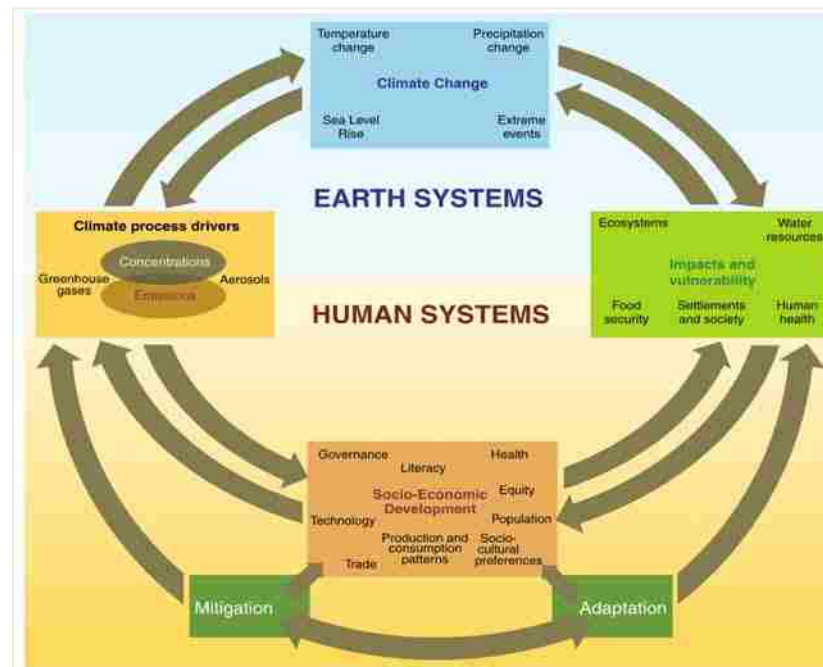 Temperature
change
Precipitation
change
Climate Change
Sea Level
Rise
Extreme
events
EARTH SYSTEMS
Climate process drivers
Concentrations
Greenhouse
gases
Aerosols
Emissions
Ecosystems
Water
resources
Impacts and
vulnerability
Food
security
Settlements
and society
Human
health
HUMAN SYSTEMS
Governance
Literacy
Health
Socio-Economic
Development
Equity
Technology
Population
Production and
consumption
patterns
Socio-
cultural
preferences
Trade
Mitigation
Adaptation